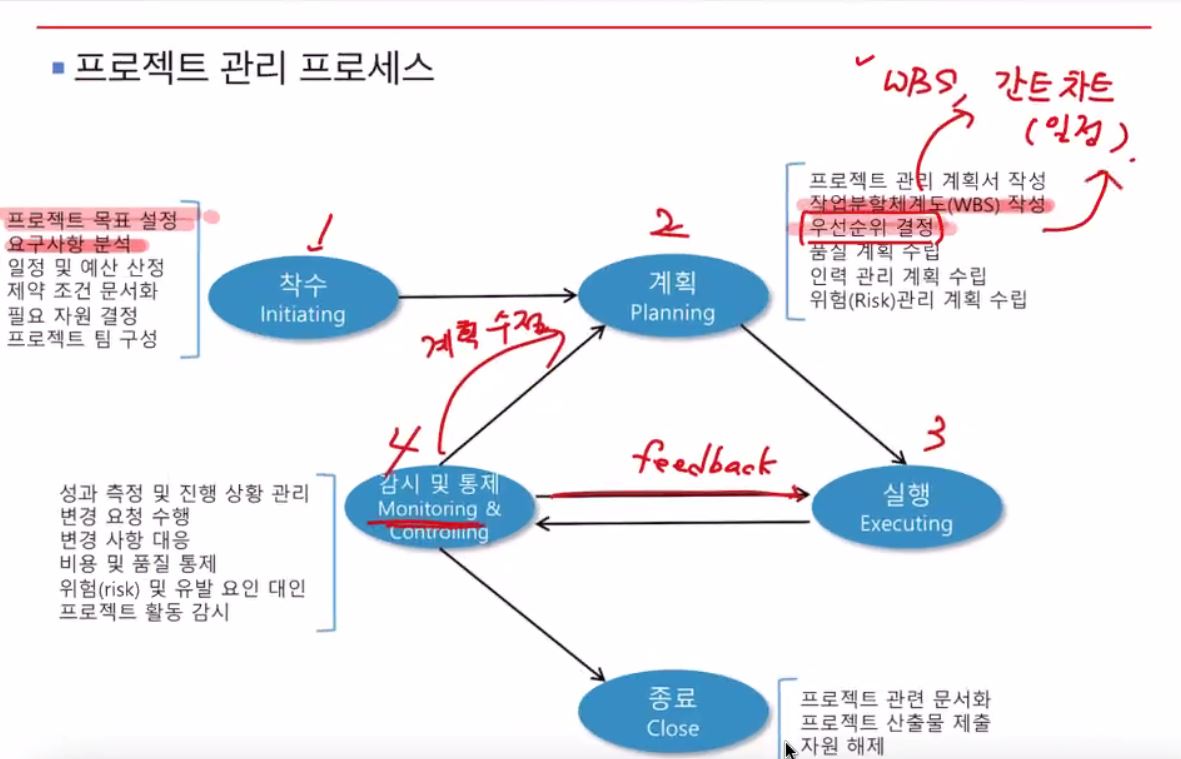 프로젝트 관리 프로세스
WBS, 간트차트
(일정).
프로젝트 목표 설정
요구사항 분석
일정 및 예산 산정
제약 조건 문서화
필요 자원 결정
프로젝트 팀 구성
1
착수
Initiating
2
계획
Planning
프로젝트 관리 계획서 작성
작업분할체계도(WBS) 작성
우선순위 결정
품질 계획 수립
인력 관리 계획 수립
위험(Risk)관리 계획 수립
계획 수정
4
감시 및 통제
Monitoring &
Controlling
feedback
3
실행
Executing
성과 측정 및 진행 상황 관리
변경 요청 수행
변경 사항 대응
비용 및 품질 통제
위험(risk) 및 유발 요인 대인
프로젝트 활동 감시
종료
Close
프로젝트 관련 문서화
프로젝트 산출물 제출
자원 해제